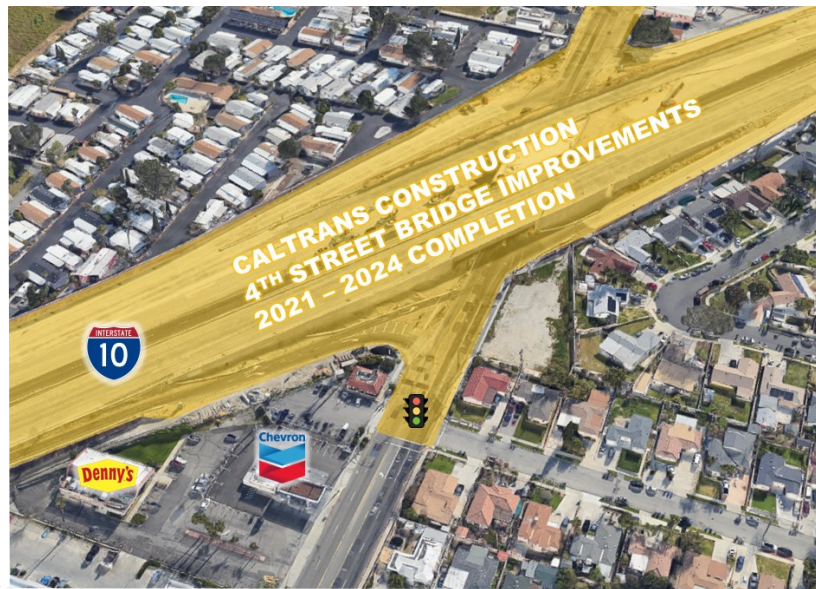 CALTRANS CONSTRUCTION
4TH STREET BRIDGE IMPROVEMENTS
2021 – 2024 COMPLETION
INTERSTATE
10
Chevron
Denny's